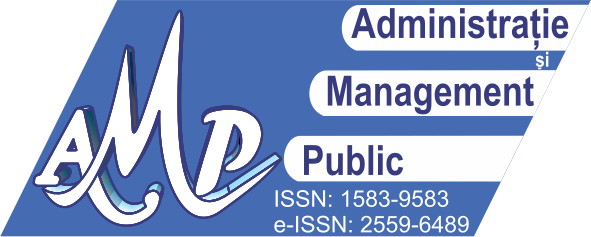 AMP
Administrație
și
Management
Public
ISSN: 1583-9583
e-ISSN: 2559-6489